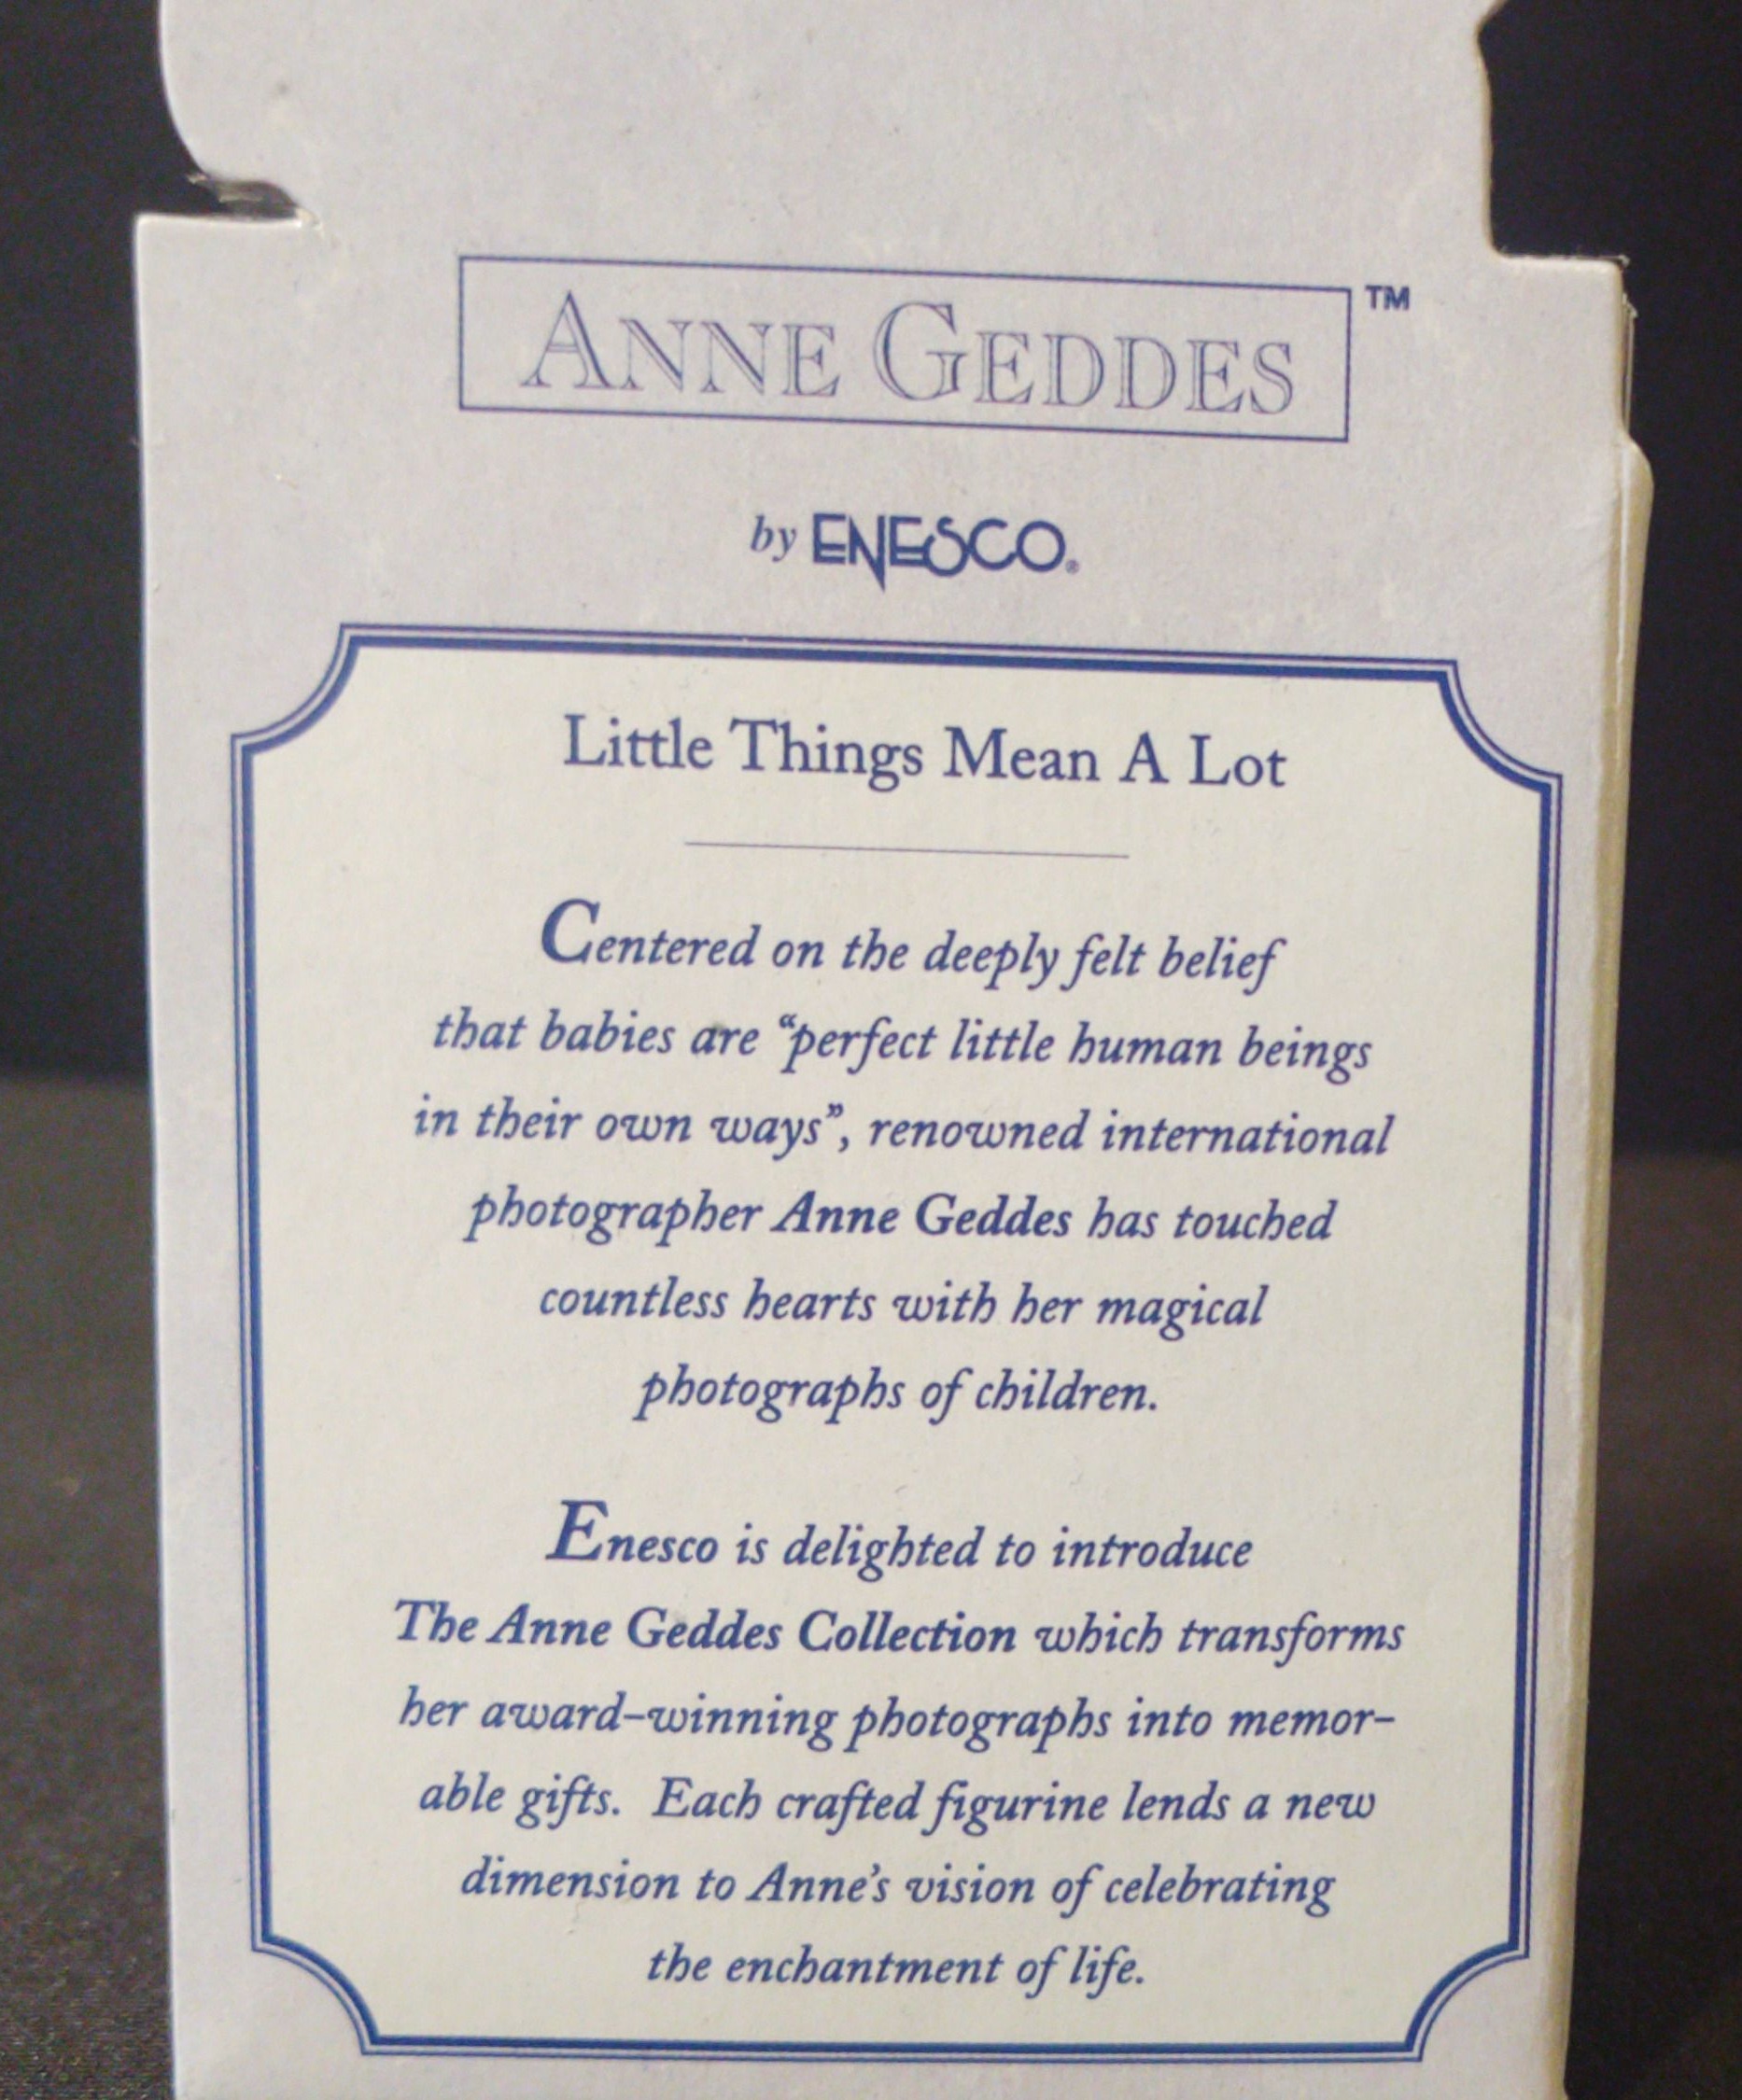 ANNE GEDDES™
by ENESCO®
Little Things Mean A Lot
Centered on the deeply felt belief
that babies are “perfect little human beings
in their own ways”, renowned international
photographer Anne Geddes has touched
countless hearts with her magical
photographs of children.
Enesco is delighted to introduce
The Anne Geddes Collection which transforms
her award-winning photographs into memor-
able gifts. Each crafted figurine lends a new
dimension to Anne’s vision of celebrating
the enchantment of life.